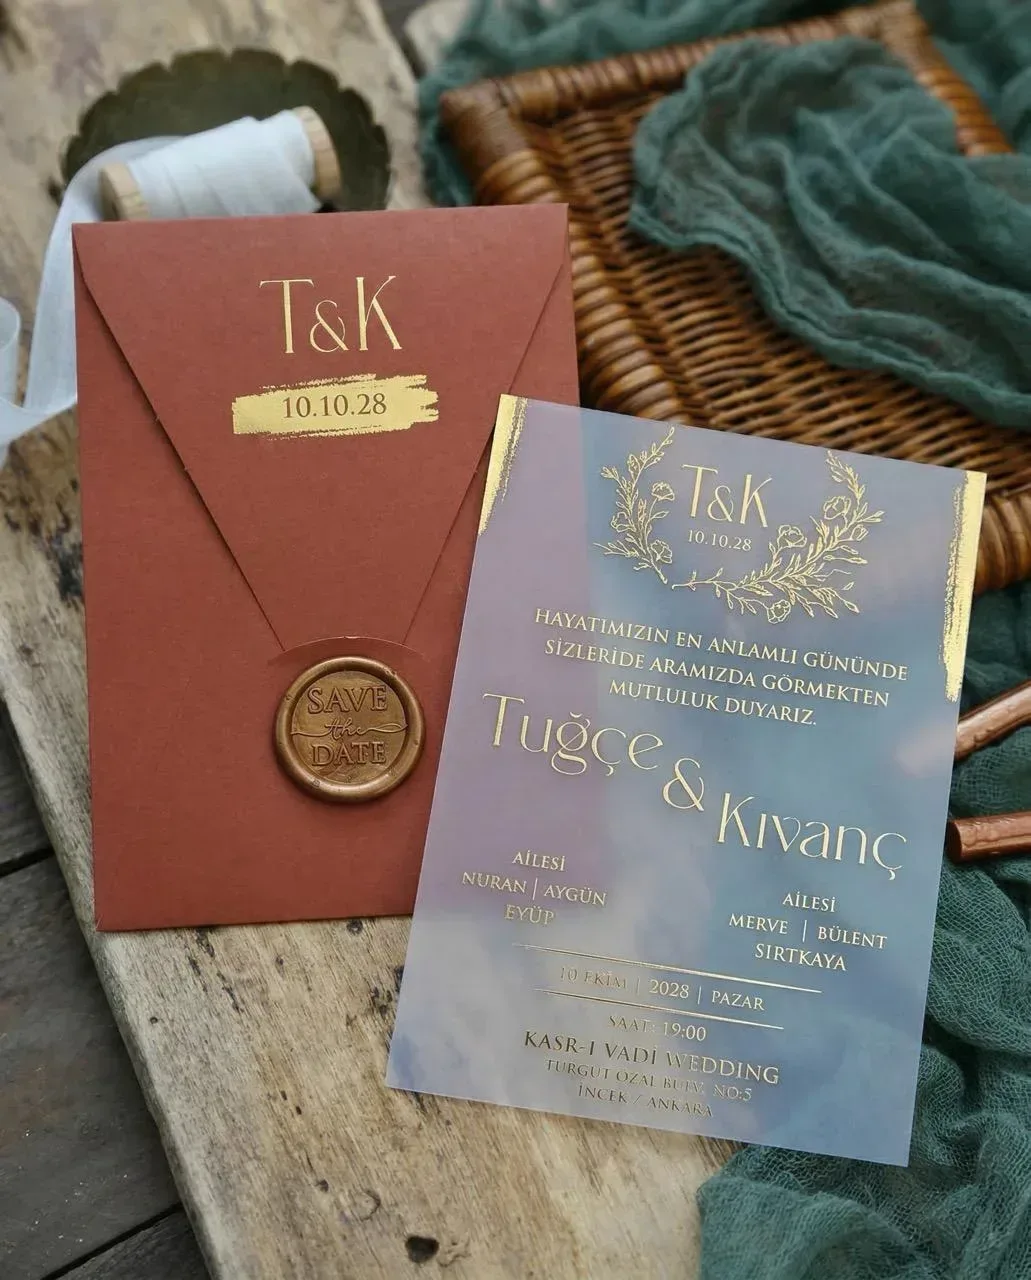 T&K
10.10.28
SAVE
the
DATE
T&K
10.10.28
HAYATIMIZIN EN ANLAMLI GÜNÜNDE
SİZLERİDE ARAMIZDA GÖRMEKTEN
MUTLULUK DUYARIZ.
Tuğçe
&
Kıvanç
AİLESİ
NURAN | AYGÜN
EYÜP
AİLESİ
MERVE | BÜLENT
SIRTKAYA
10 EKİM | 2028 | PAZAR
SAAT: 19:00
KASR-I VADİ WEDDING
TURGUT ÖZAL BULV. NO:5
İNCEK / ANKARA